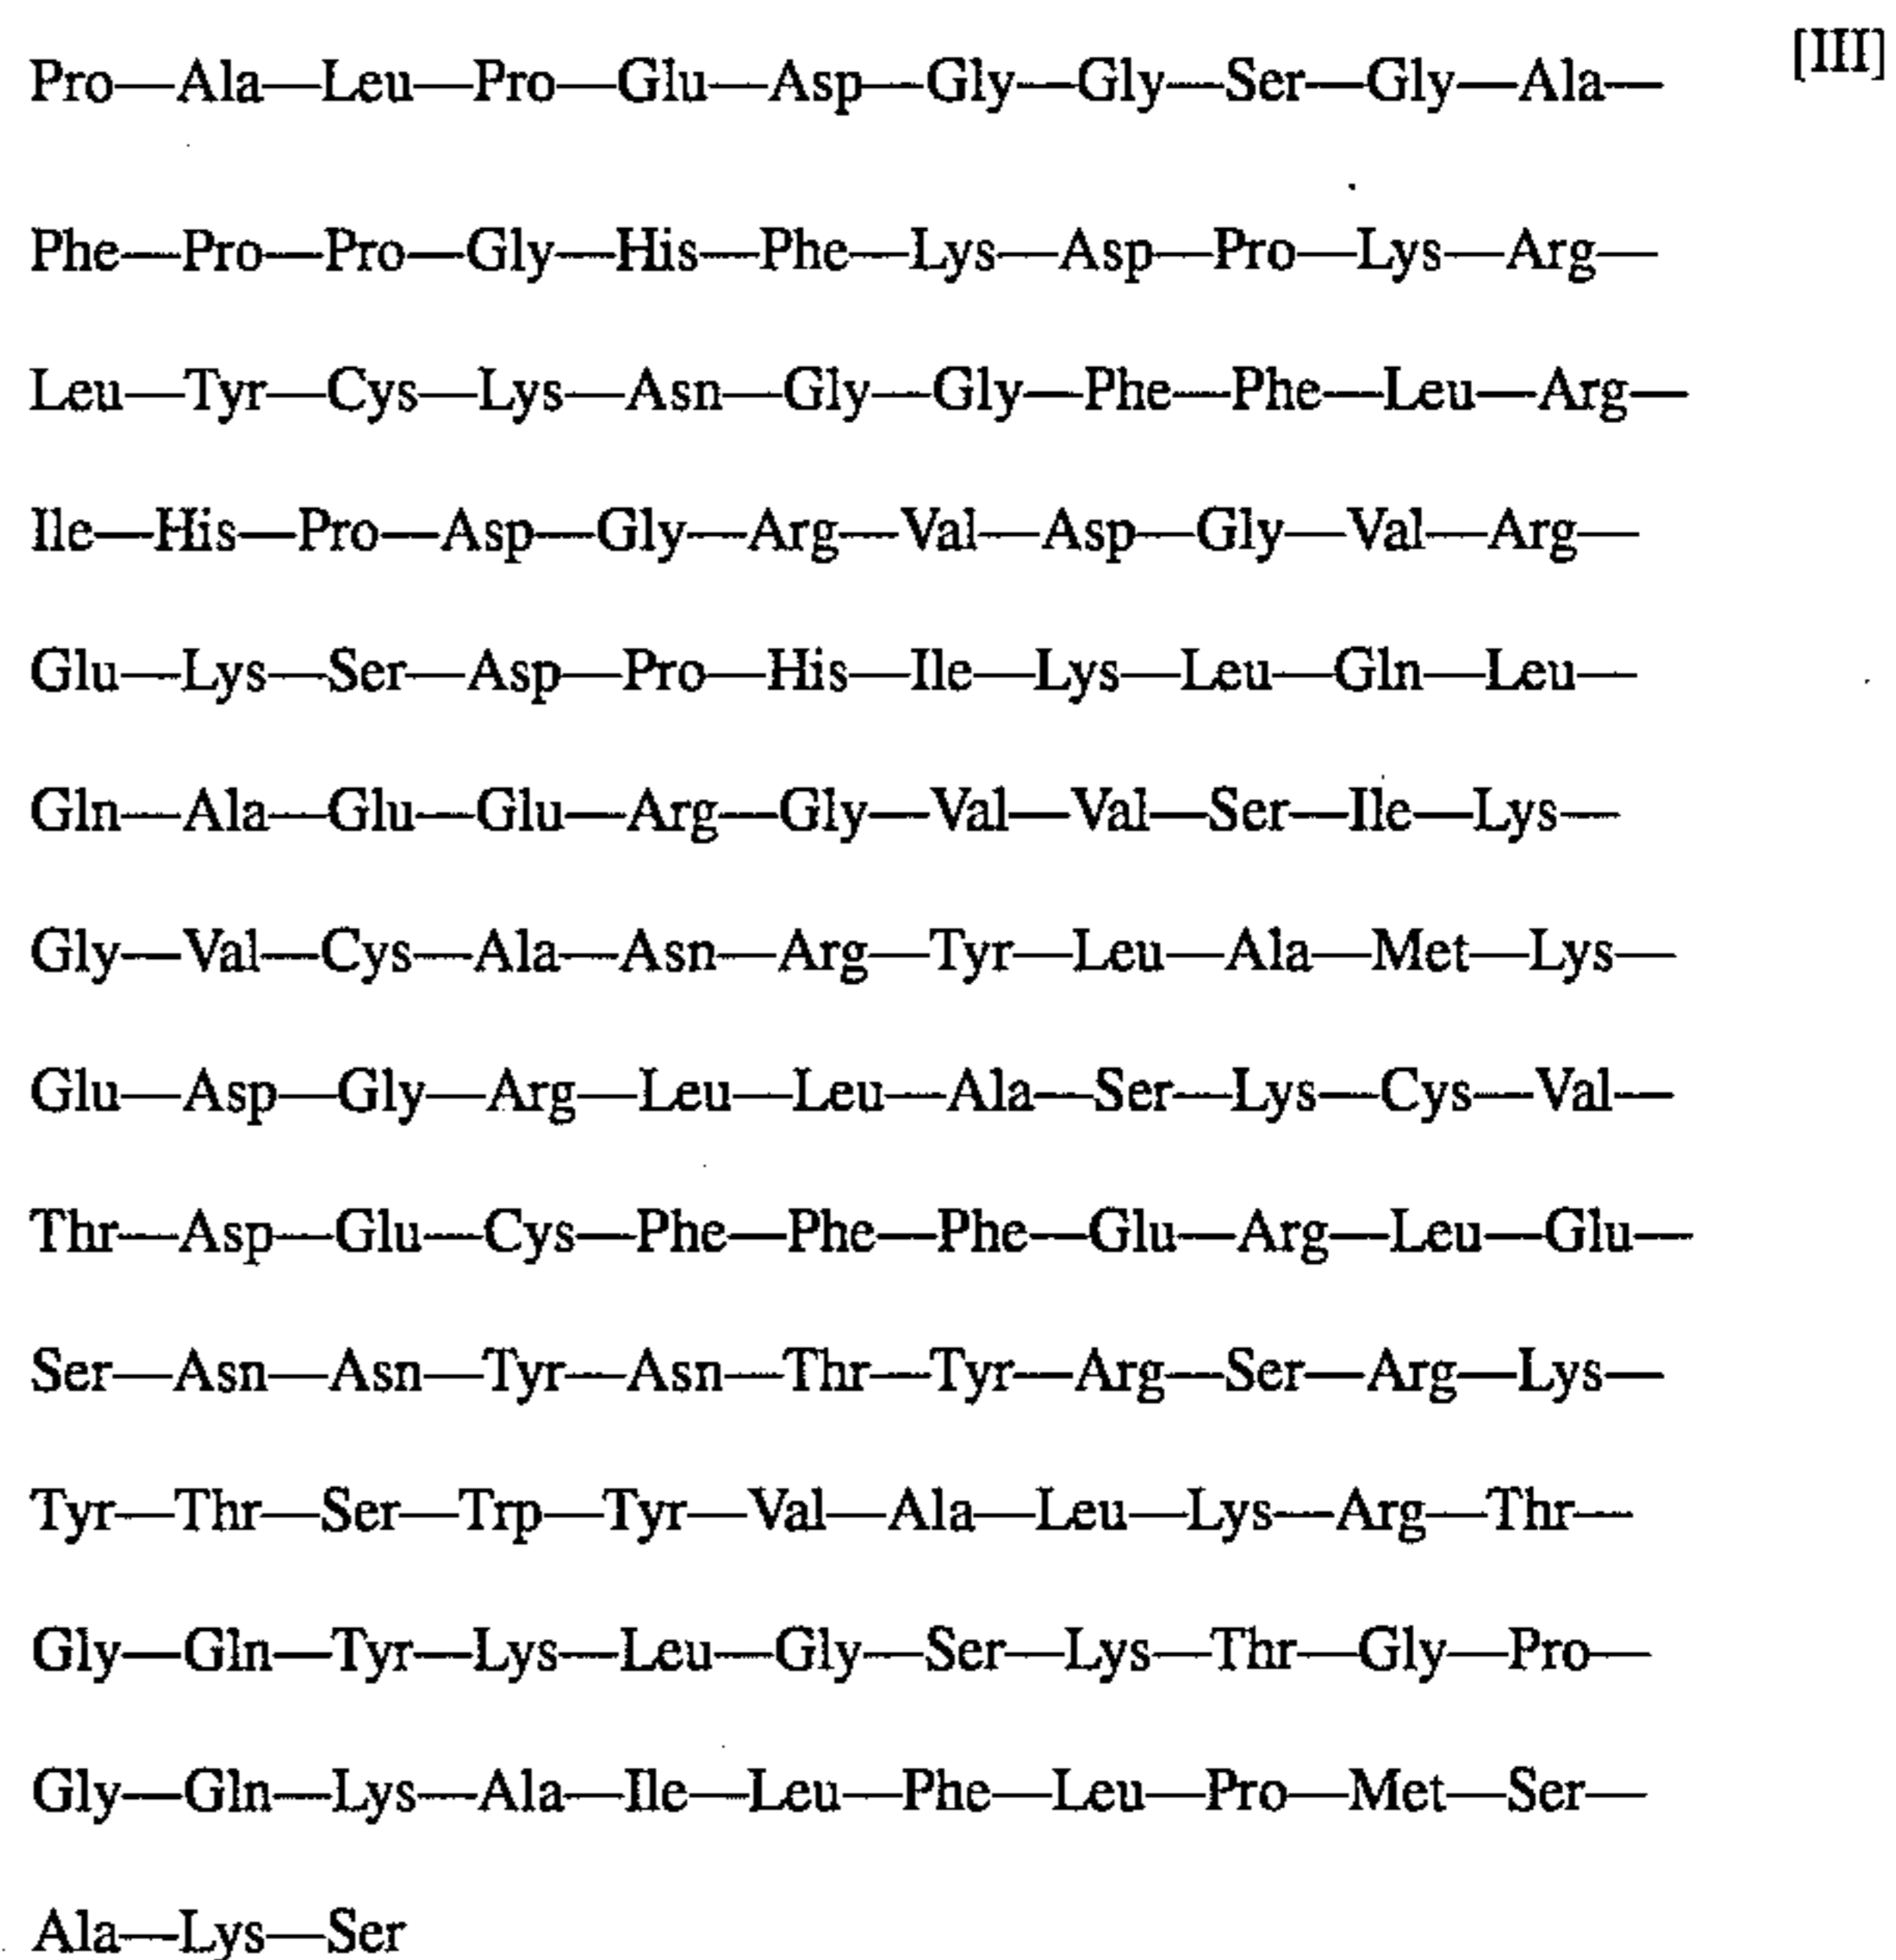 Pro—Ala—Leu—Pro—Glu—Asp—Gly—Gly—Ser—Gly—Ala— [III]
Phe—Pro—Pro—Gly—His—Phe—Lys—Asp—Pro—Lys—Arg—
Leu—Tyr—Cys—Lys—Asn—Gly—Gly—Phe—Phe—Leu—Arg—
Ile—His—Pro—Asp—Gly—Arg—Val—Asp—Gly—Val—Arg—
Glu—Lys—Ser—Asp—Pro—His—Ile—Lys—Leu—Gln—Leu—
Gln—Ala—Glu—Glu—Arg—Gly—Val—Val—Ser—Ile—Lys—
Gly—Val—Cys—Ala—Asn—Arg—Tyr—Leu—Ala—Met—Lys—
Glu—Asp—Gly—Arg—Leu—Leu—Ala—Ser—Lys—Cys—Val—
Thr—Asp—Glu—Cys—Phe—Phe—Phe—Glu—Arg—Leu—Glu—
Ser—Asn—Asn—Tyr—Asn—Thr—Tyr—Arg—Ser—Arg—Lys—
Tyr—Thr—Ser—Trp—Tyr—Val—Ala—Leu—Lys—Arg—Thr—
Gly—Gln—Tyr—Lys—Leu—Gly—Ser—Lys—Thr—Gly—Pro—
Gly—Gln—Lys—Ala—Ile—Leu—Phe—Leu—Pro—Met—Ser—
Ala—Lys—Ser